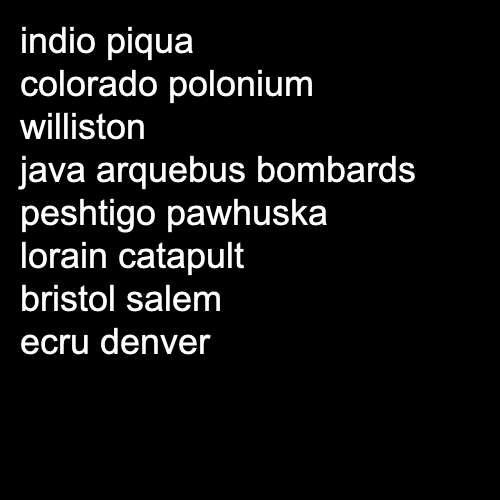 indio piqua
colorado polonium
williston
java arquebus bombards
peshtigo pawhuska
lorain catapult
bristol salem
ecru denver